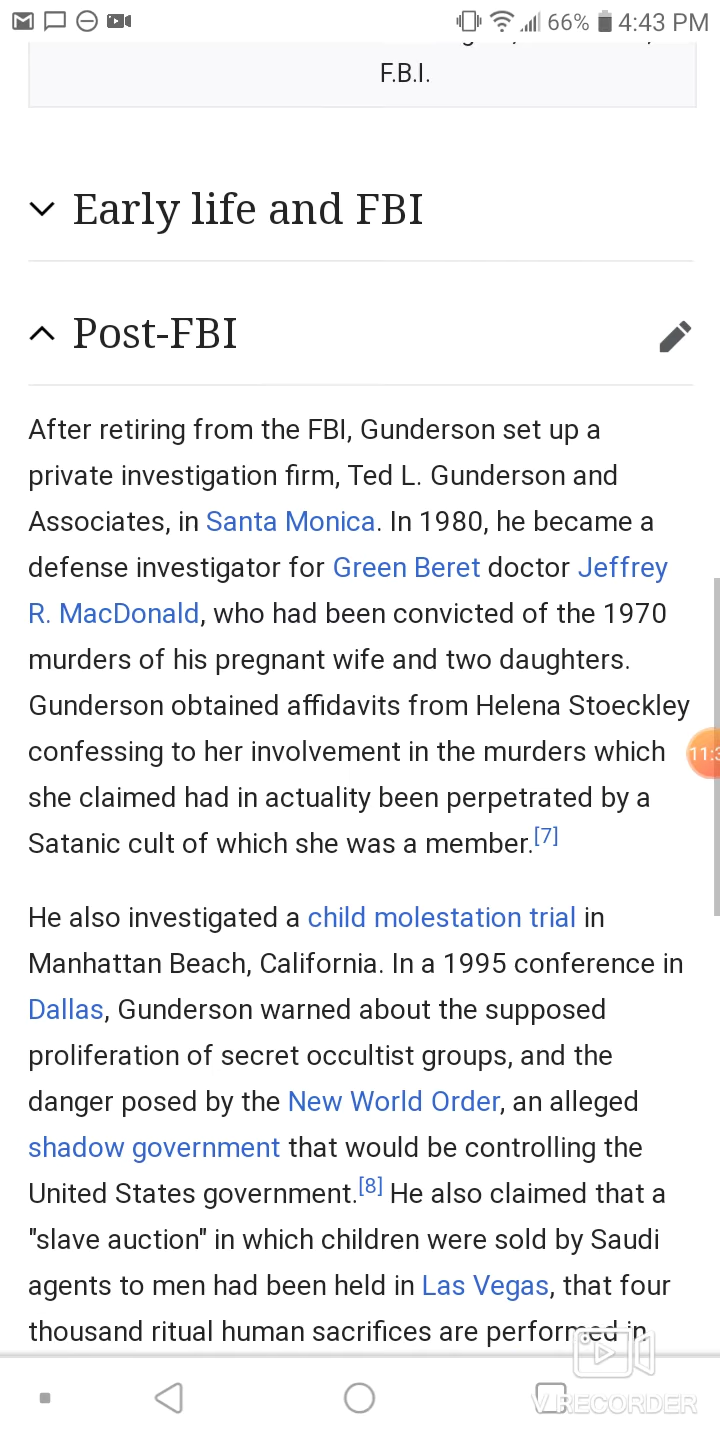 66% 4:43 PM
F.B.I.
Early life and FBI
Post-FBI
After retiring from the FBI, Gunderson set up a
private investigation firm, Ted L. Gunderson and
Associates, in Santa Monica. In 1980, he became a
defense investigator for Green Beret doctor Jeffrey
R. MacDonald, who had been convicted of the 1970
murders of his pregnant wife and two daughters.
Gunderson obtained affidavits from Helena Stoeckley
confessing to her involvement in the murders which
11:3
she claimed had in actuality been perpetrated by a
Satanic cult of which she was a member.[7]
He also investigated a child molestation trial in
Manhattan Beach, California. In a 1995 conference in
Dallas, Gunderson warned about the supposed
proliferation of secret occultist groups, and the
danger posed by the New World Order, an alleged
shadow government that would be controlling the
United States government.[8] He also claimed that a
"slave auction" in which children were sold by Saudi
agents to men had been held in Las Vegas, that four
thousand ritual human sacrifices are performed in
V RECORDER